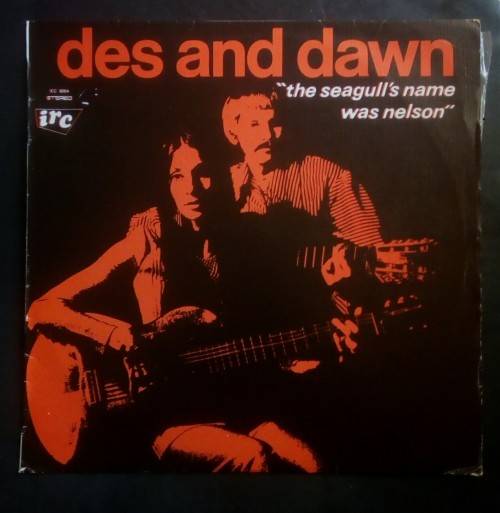 des and dawn
"the seagull's name
was nelson"
STEREO
irc